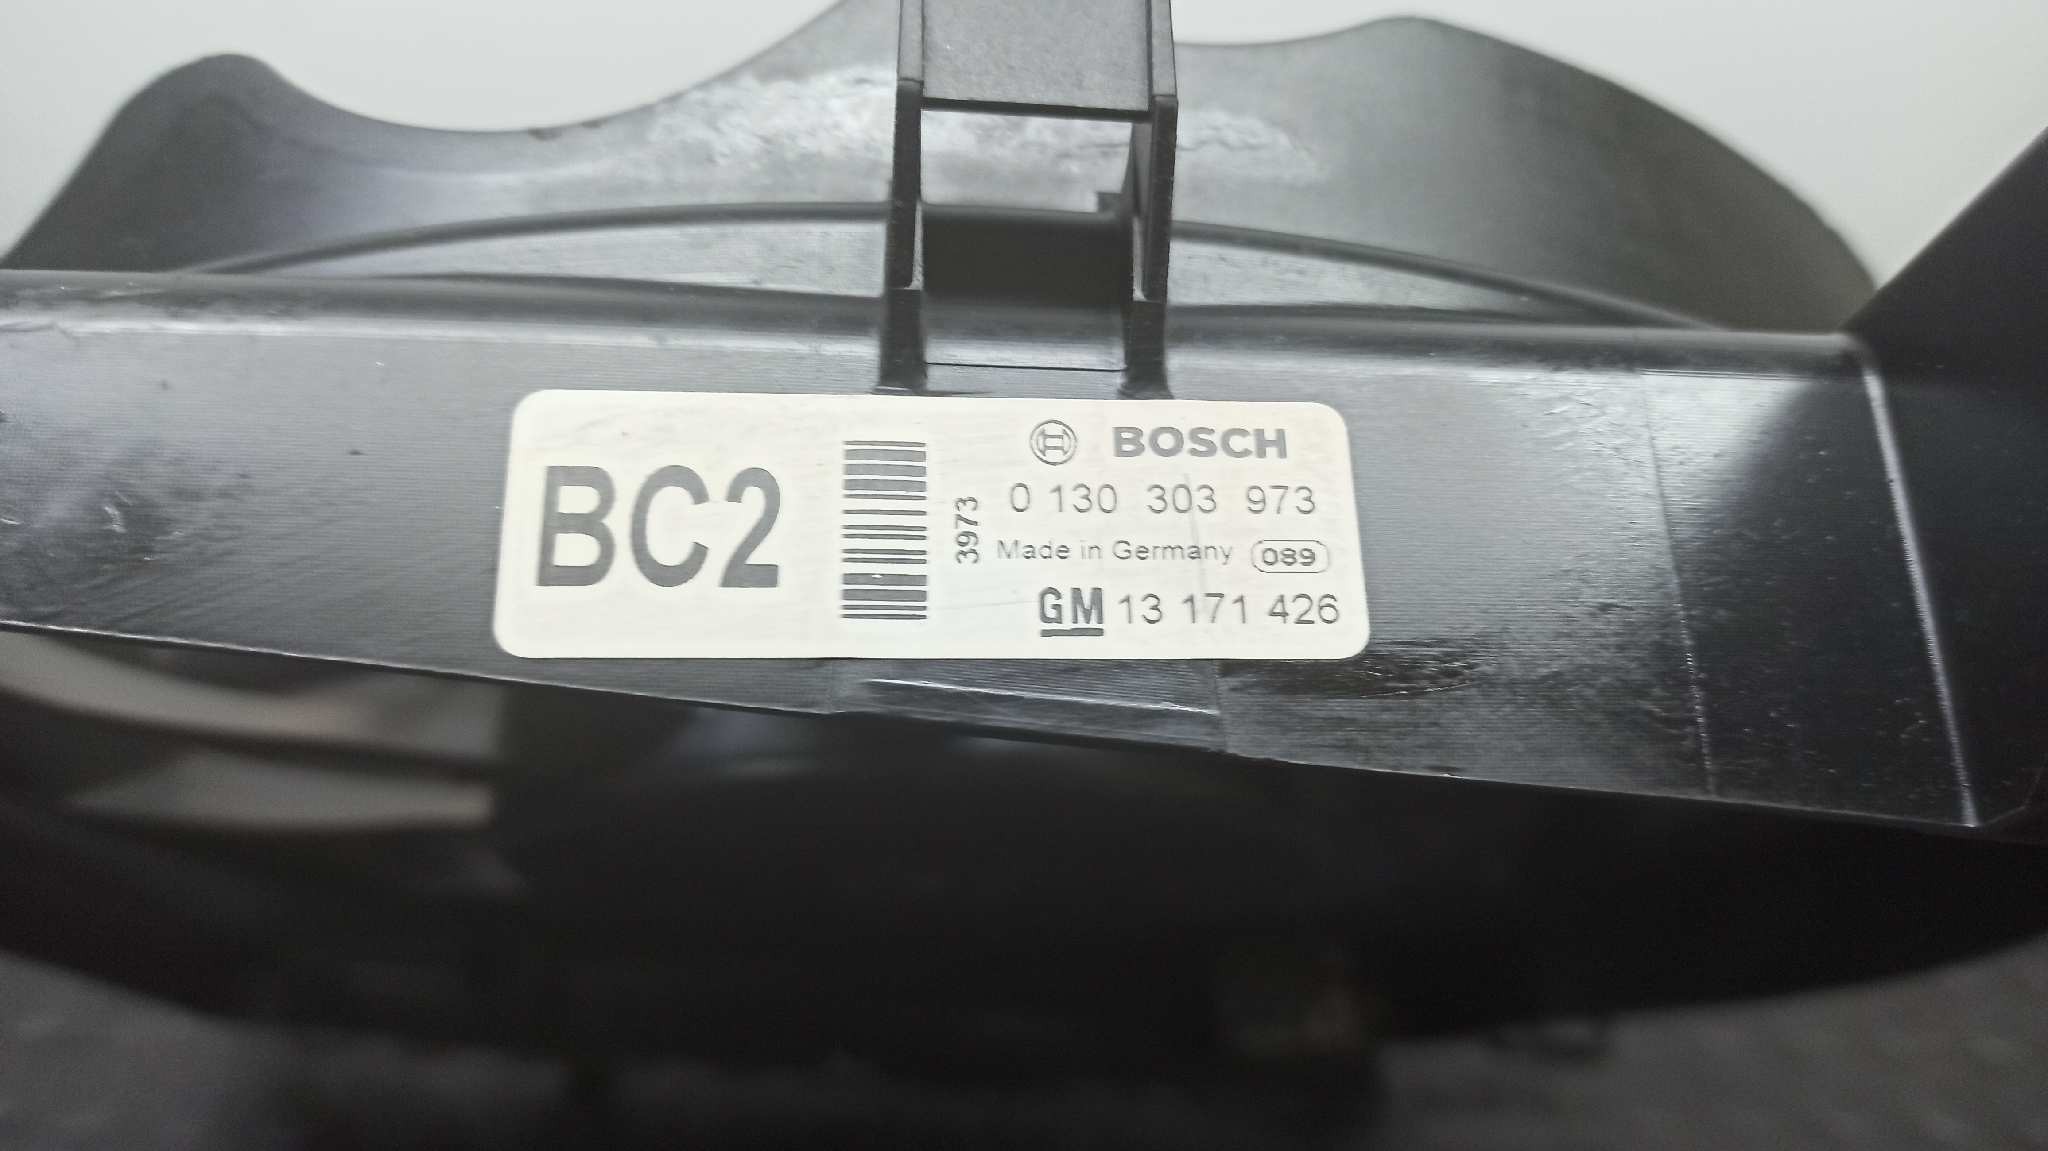 BC2
3973
BOSCH
0 130 303 973
Made in Germany 089
GM 13 171 426